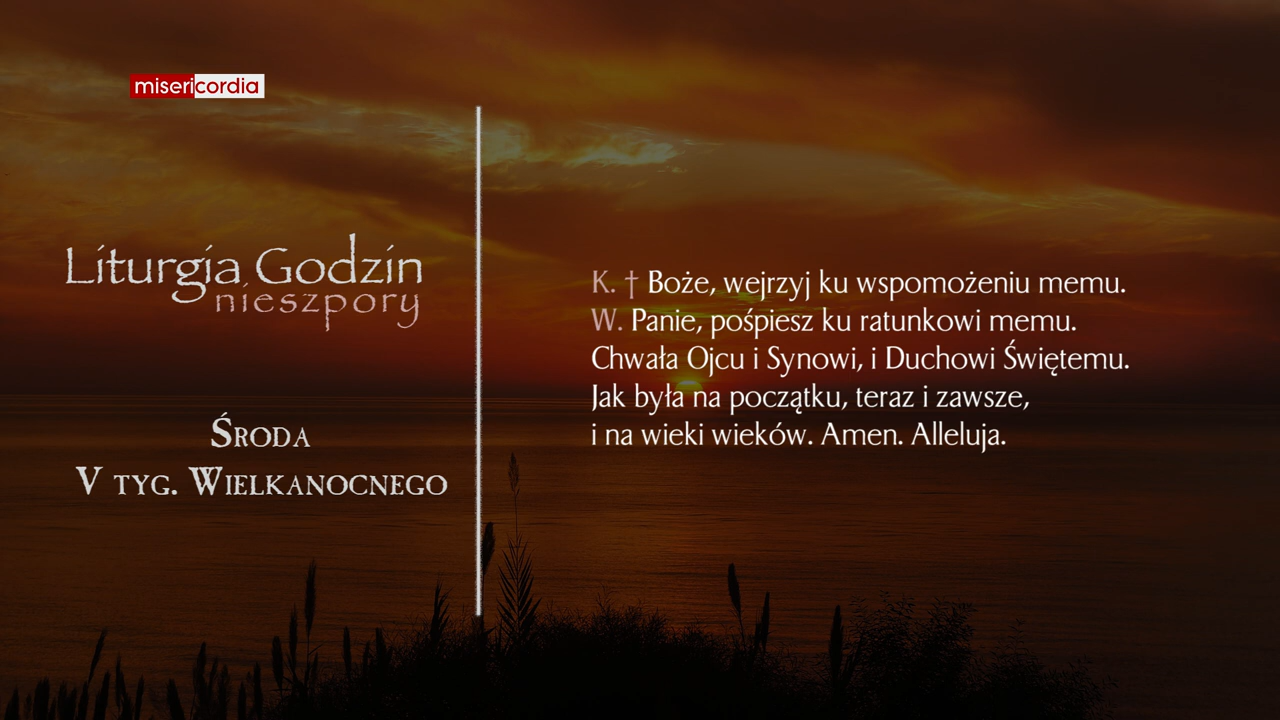 misericordia
Liturgia Godzin
nieszpory
Środa
V tyg. Wielkanocnego
K. † Boże, wejrzyj ku wspomożeniu memu.
W. Panie, pośpiesz ku ratunkowi memu.
Chwała Ojcu i Synowi, i Duchowi Świętemu.
Jak była na początku, teraz i zawsze,
i na wieki wieków. Amen. Alleluja.